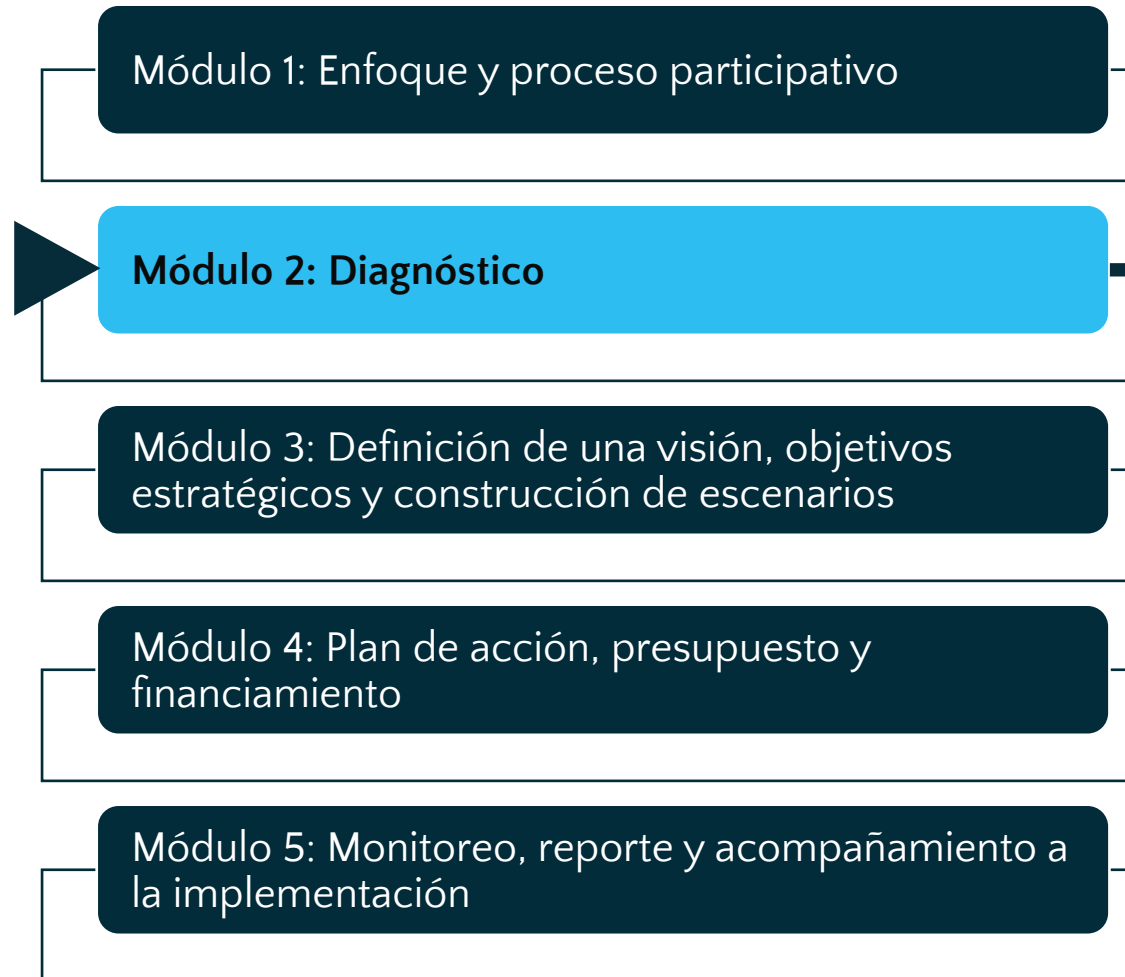 Módulo 1: Enfoque y proceso participativo
Módulo 2: Diagnóstico
Módulo 3: Definición de una visión, objetivos
estratégicos y construcción de escenarios
Módulo 4: Plan de acción, presupuesto y
financiamiento
Módulo 5: Monitoreo, reporte y acompañamiento a
la implementación